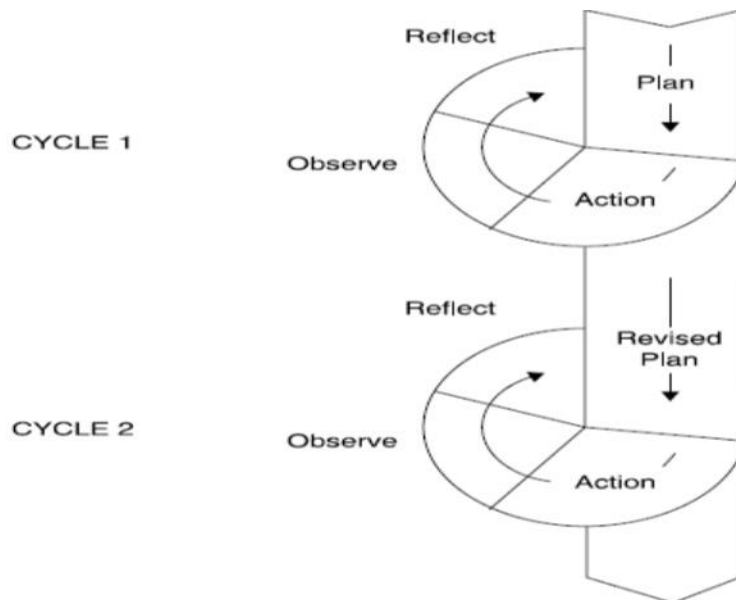 Reflect
Plan
CYCLE 1
Observe
Action
Reflect
Revised
Plan
CYCLE 2
Observe
Action